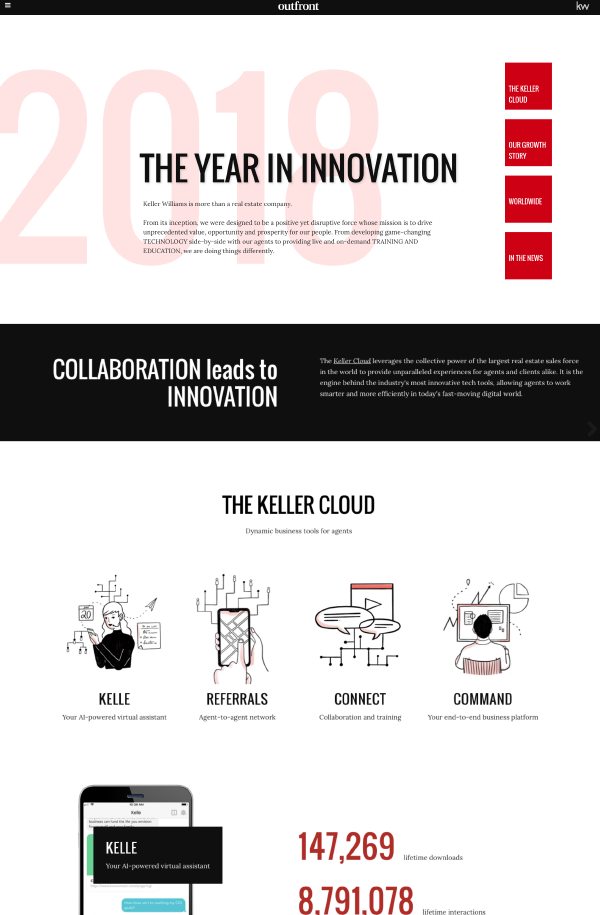 outfront
kw
2018
THE YEAR IN INNOVATION
Keller Williams is more than a real estate company.
From its inception, we were designed to be a positive yet disruptive force whose mission is to drive
unprecedented value, opportunity and prosperity for our people. From developing game-changing
TECHNOLOGY side-by-side with our agents to providing live and on-demand TRAINING AND
EDUCATION, we are doing things differently.
THE KELLER
CLOUD
OUR GROWTH
STORY
WORLDWIDE
IN THE NEWS
COLLABORATION leads to
INNOVATION
The Keller Cloud leverages the collective power of the largest real estate sales force
in the world to provide unparalleled experiences for agents and clients alike. It is the
engine behind the industry's most innovative tech tools, allowing agents to work
smarter and more efficiently in today's fast-moving digital world.
THE KELLER CLOUD
Dynamic business tools for agents
2.0
KELLE
Your AI-powered virtual assistant
REFERRALS
Agent-to-agent network
CONNECT
Collaboration and training
COMMAND
Your end-to-end business platform
Kelle
KELLE
Your AI-powered virtual assistant
147,269 lifetime downloads
8,791,078 lifetime interactions